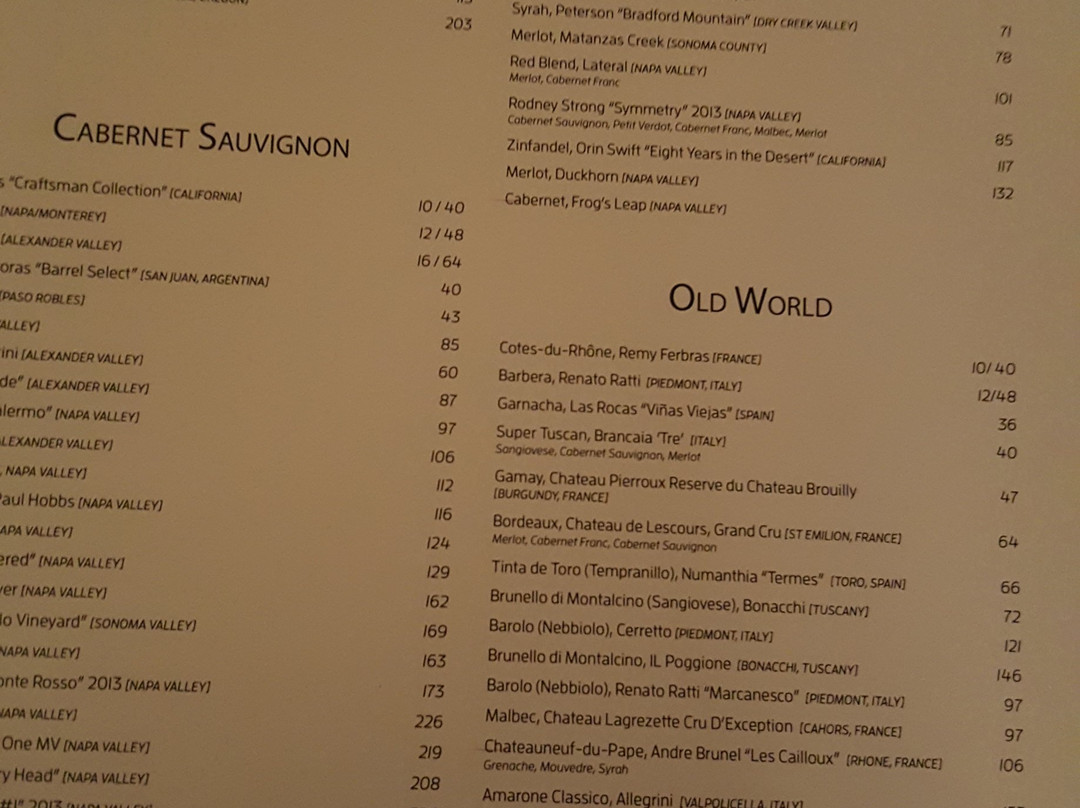 203
CABERNET SAUVIGNON
s "Craftsman Collection" [CALIFORNIA] 10 / 40
[NAPA/MONTEREY] 12 / 48
[ALEXANDER VALLEY] 16 / 64
oras "Barrel Select" [SAN JUAN, ARGENTINA] 40
[PASO ROBLES] 43
ALLEY] 85
ini [ALEXANDER VALLEY] 60
de" [ALEXANDER VALLEY] 87
alermo" [NAPA VALLEY] 97
ALEXANDER VALLEY] 106
, NAPA VALLEY] 112
Paul Hobbs [NAPA VALLEY] 116
APA VALLEY] 124
ered" [NAPA VALLEY] 129
yer [NAPA VALLEY] 162
lo Vineyard" [SONOMA VALLEY] 169
NAPA VALLEY] 163
onte Rosso" 2013 [NAPA VALLEY] 173
NAPA VALLEY] 226
One MV [NAPA VALLEY] 219
ry Head" [NAPA VALLEY] 208
2013 [NAPA VALLEY]
Syrah, Peterson "Bradford Mountain" [DRY CREEK VALLEY] 71
Merlot, Matanzas Creek [SONOMA COUNTY] 78
Red Blend, Lateral [NAPA VALLEY]
Merlot, Cabernet Franc 101
Rodney Strong "Symmetry" 2013 [NAPA VALLEY]
Cabernet Sauvignon, Petit Verdot, Cabernet Franc, Malbec, Merlot 85
Zinfandel, Orin Swift "Eight Years in the Desert" [CALIFORNIA] 117
Merlot, Duckhorn [NAPA VALLEY] 132
Cabernet, Frog's Leap [NAPA VALLEY]
OLD WORLD
Cotes-du-Rhône, Remy Ferbras [FRANCE] 10/40
Barbera, Renato Ratti [PIEDMONT, ITALY] 12/48
Garnacha, Las Rocas "Viñas Viejas" [SPAIN] 36
Super Tuscan, Brancaia 'Tre' [ITALY] 40
Sangiovese, Cabernet Sauvignon, Merlot
Gamay, Chateau Pierroux Reserve du Chateau Brouilly 47
[BURGUNDY, FRANCE]
Bordeaux, Chateau de Lescours, Grand Cru [ST EMILION, FRANCE] 64
Merlot, Cabernet Franc, Cabernet Sauvignon
Tinta de Toro (Tempranillo), Numanthia "Termes" [TORO, SPAIN] 66
Brunello di Montalcino (Sangiovese), Bonacchi [TUSCANY] 72
Barolo (Nebbiolo), Cerretto [PIEDMONT, ITALY] 121
Brunello di Montalcino, IL Poggione [BONACCHI, TUSCANY] 146
Barolo (Nebbiolo), Renato Ratti "Marcanesco" [PIEDMONT, ITALY] 97
Malbec, Chateau Lagrezette Cru D'Exception [CAHORS, FRANCE] 97
Chateauneuf-du-Pape, Andre Brunel "Les Cailloux" [RHONE, FRANCE] 106
Grenache, Mouvedre, Syrah
Amarone Classico, Allegrini [VALPOLICELLA, ITALY]